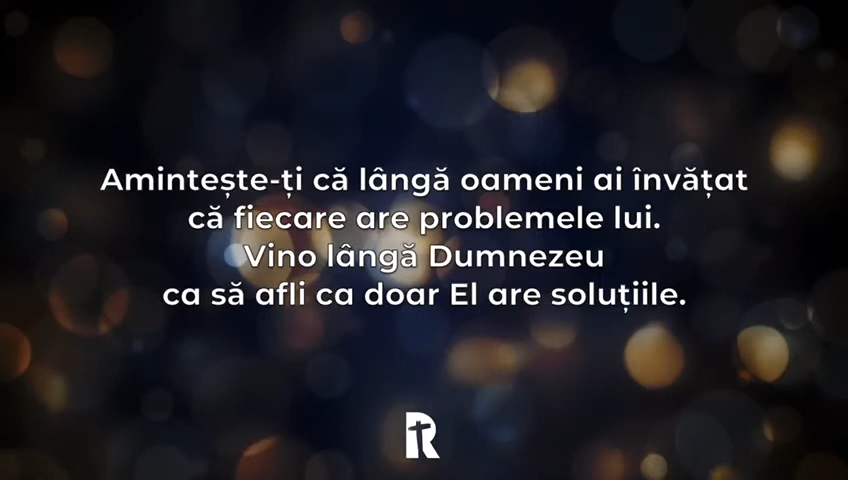 Amintește-ți că lângă oameni ai învățat
că fiecare are problemele lui.
Vino lângă Dumnezeu
ca să afli ca doar El are soluțiile.
R